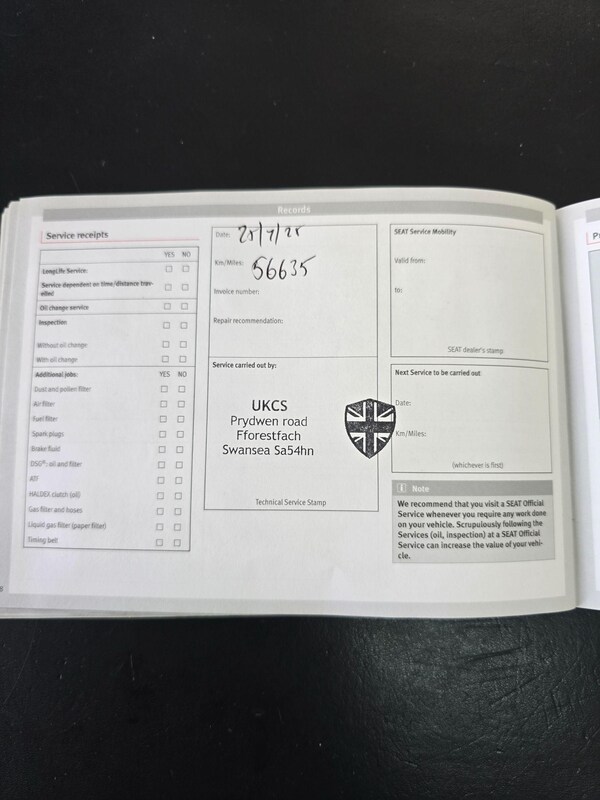 Records
Service receipts
YES NO
LongLife Service:
Service dependent on time/distance trav-
elled
Oil change service
Inspection
Without oil change
With oil change
Additional jobs: YES NO
Dust and pollen filter
Air filter
Fuel filter
Spark plugs
Brake fluid
DSG®: oil and filter
ATF
HALDEX clutch (oil)
Gas filter and hoses
Liquid gas filter (paper filter)
Timing belt
Date: 25/7/25
Km/Miles: 56635
Invoice number:
Repair recommendation:
Service carried out by:
UKCS
Prydwen road
Fforestfach
Swansea Sa54hn
Technical Service Stamp
SEAT Service Mobility
Valid from:
to:
SEAT dealer's stamp
Next Service to be carried out
Date:
Km/Miles:
(whichever is first)
i Note
We recommend that you visit a SEAT Official
Service whenever you require any work done
on your vehicle. Scrupulously following the
Services (oil, inspection) at a SEAT Official
Service can increase the value of your vehi-
cle.